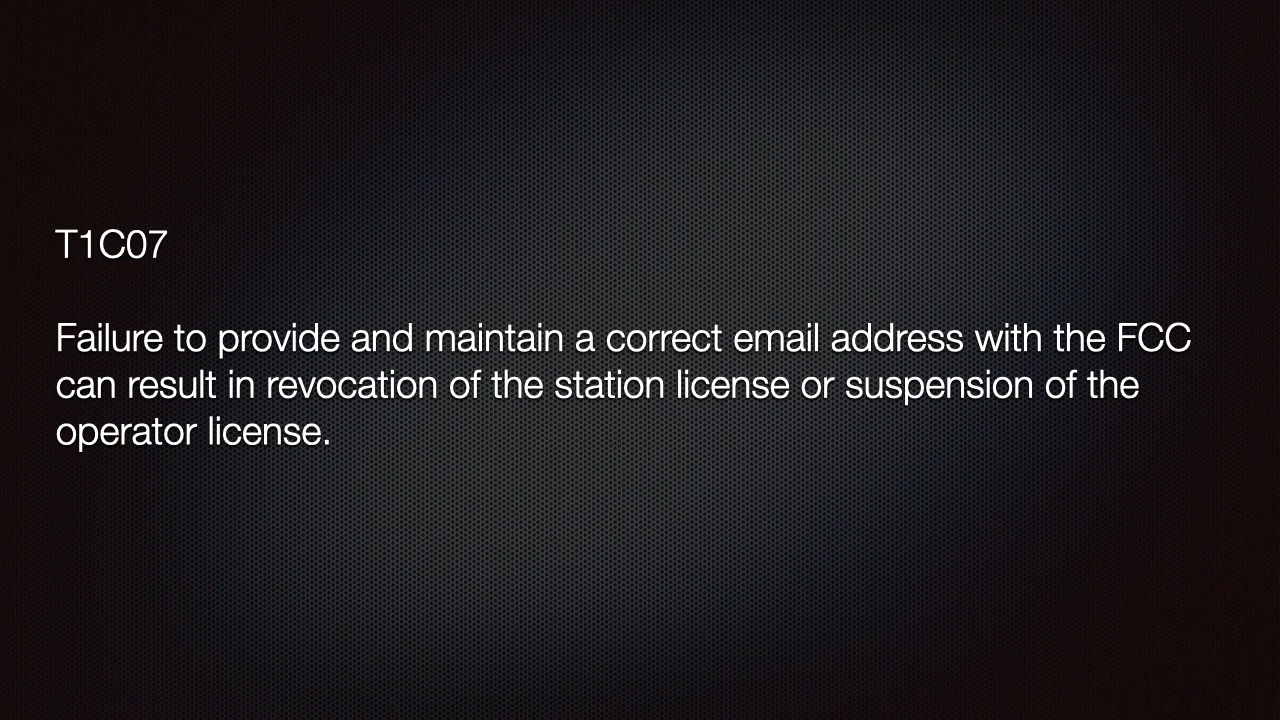 T1C07
Failure to provide and maintain a correct email address with the FCC
can result in revocation of the station license or suspension of the
operator license.